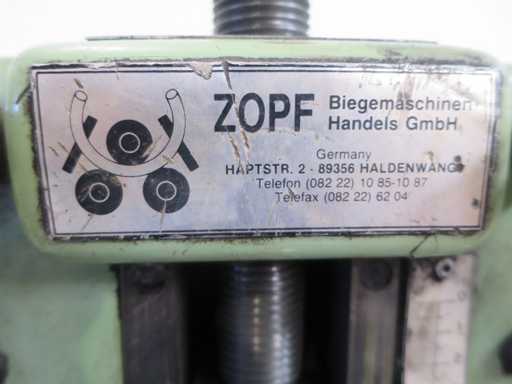 ZOPF Biegemaschinen
Handels GmbH
Germany
HAPTSTR. 2 - 89356 HALDENWANG
Telefon (082 22) 10 85-10 87
Telefax (082 22) 62 04